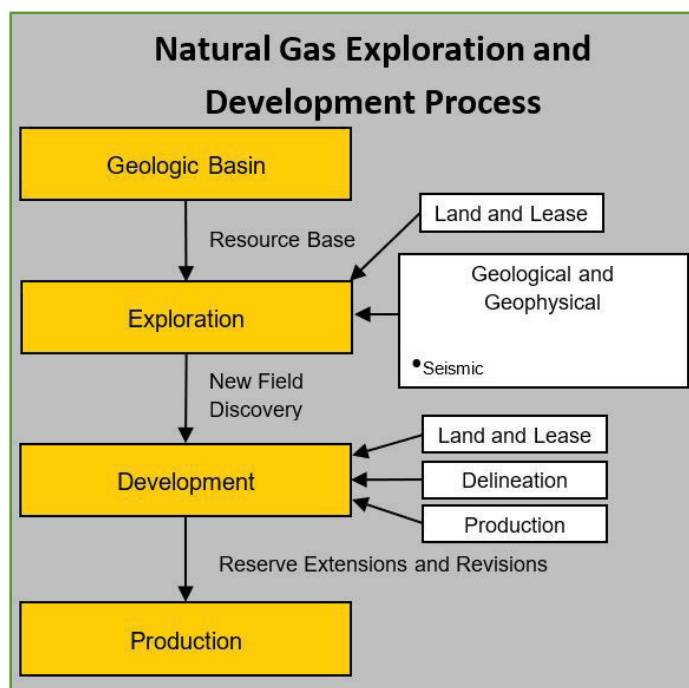 Natural Gas Exploration and
Development Process
Geologic Basin
Resource Base
Land and Lease
Exploration
Geological and
Geophysical
•Seismic
New Field
Discovery
Development
Land and Lease
Delineation
Production
Reserve Extensions and Revisions
Production